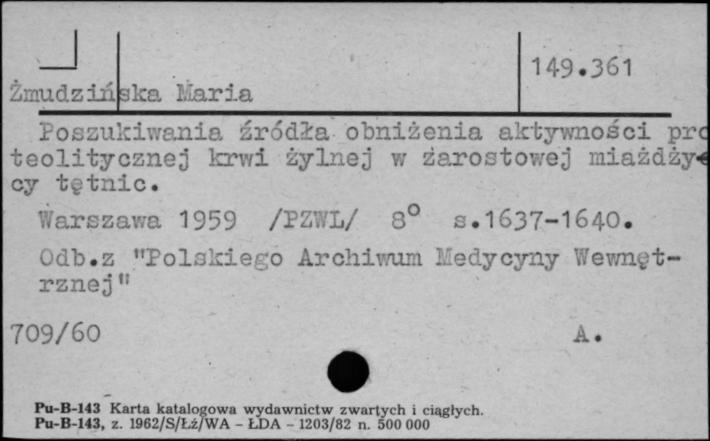 149.361
Żmudzińska Maria
Poszukiwania źródła obniżenia aktywności pro
teolitycznej krwi żylnej w zarostowej miażdży-
cy tętnic.
Warszawa 1959 /PZWL/ 8° s.1637-1640.
Odb.z "Polskiego Archiwum Medycyny Wewnęt-
rznej"
709/60 A.
Pu-B-143 Karta katalogowa wydawnictw zwartych i ciągłych.
Pu-B-143, z. 1962/S/Łź/WA - ŁDA - 1203/82 n. 500 000